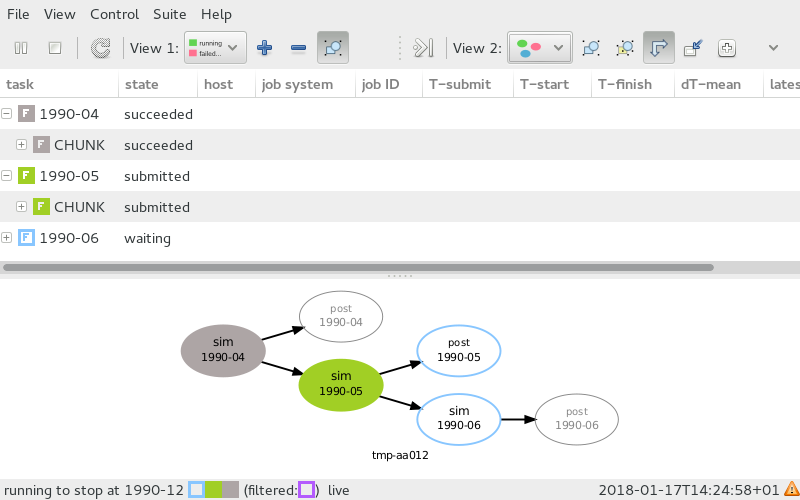 File View Control Suite Help
View 1: running failed... View 2:
task state host job system job ID T-submit T-start T-finish dT-mean lates
F 1990-04 succeeded
F CHUNK succeeded
F 1990-05 submitted
F CHUNK submitted
F 1990-06 waiting
post
1990-04
sim
1990-04
post
1990-05
sim
1990-05
sim
1990-06
post
1990-06
tmp-aa012
running to stop at 1990-12 (filtered: ) live 2018-01-17T14:24:58+01